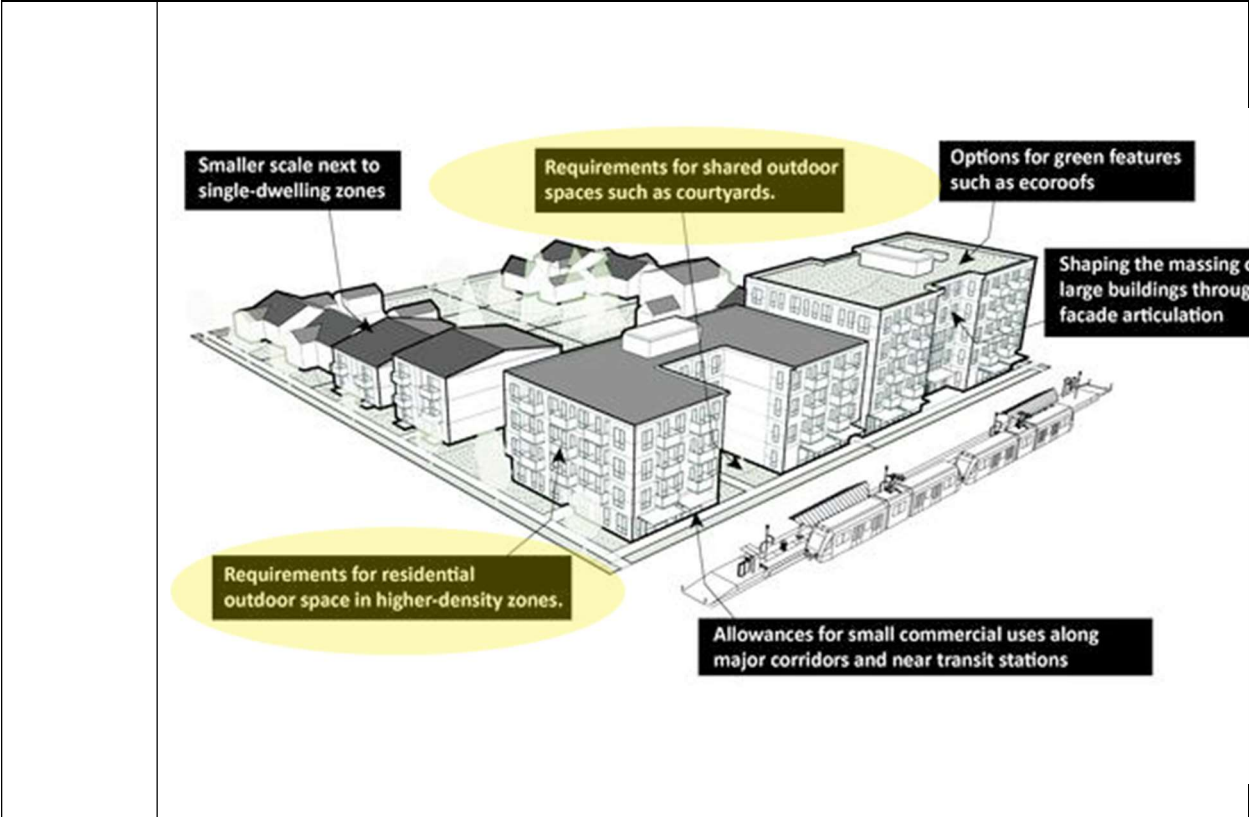 Smaller scale next to
single-dwelling zones
Requirements for shared outdoor
spaces such as courtyards.
Options for green features
such as ecoroofs
Shaping the massing
large buildings throug
facade articulation
Requirements for residential
outdoor space in higher-density zones.
Allowances for small commercial uses along
major corridors and near transit stations